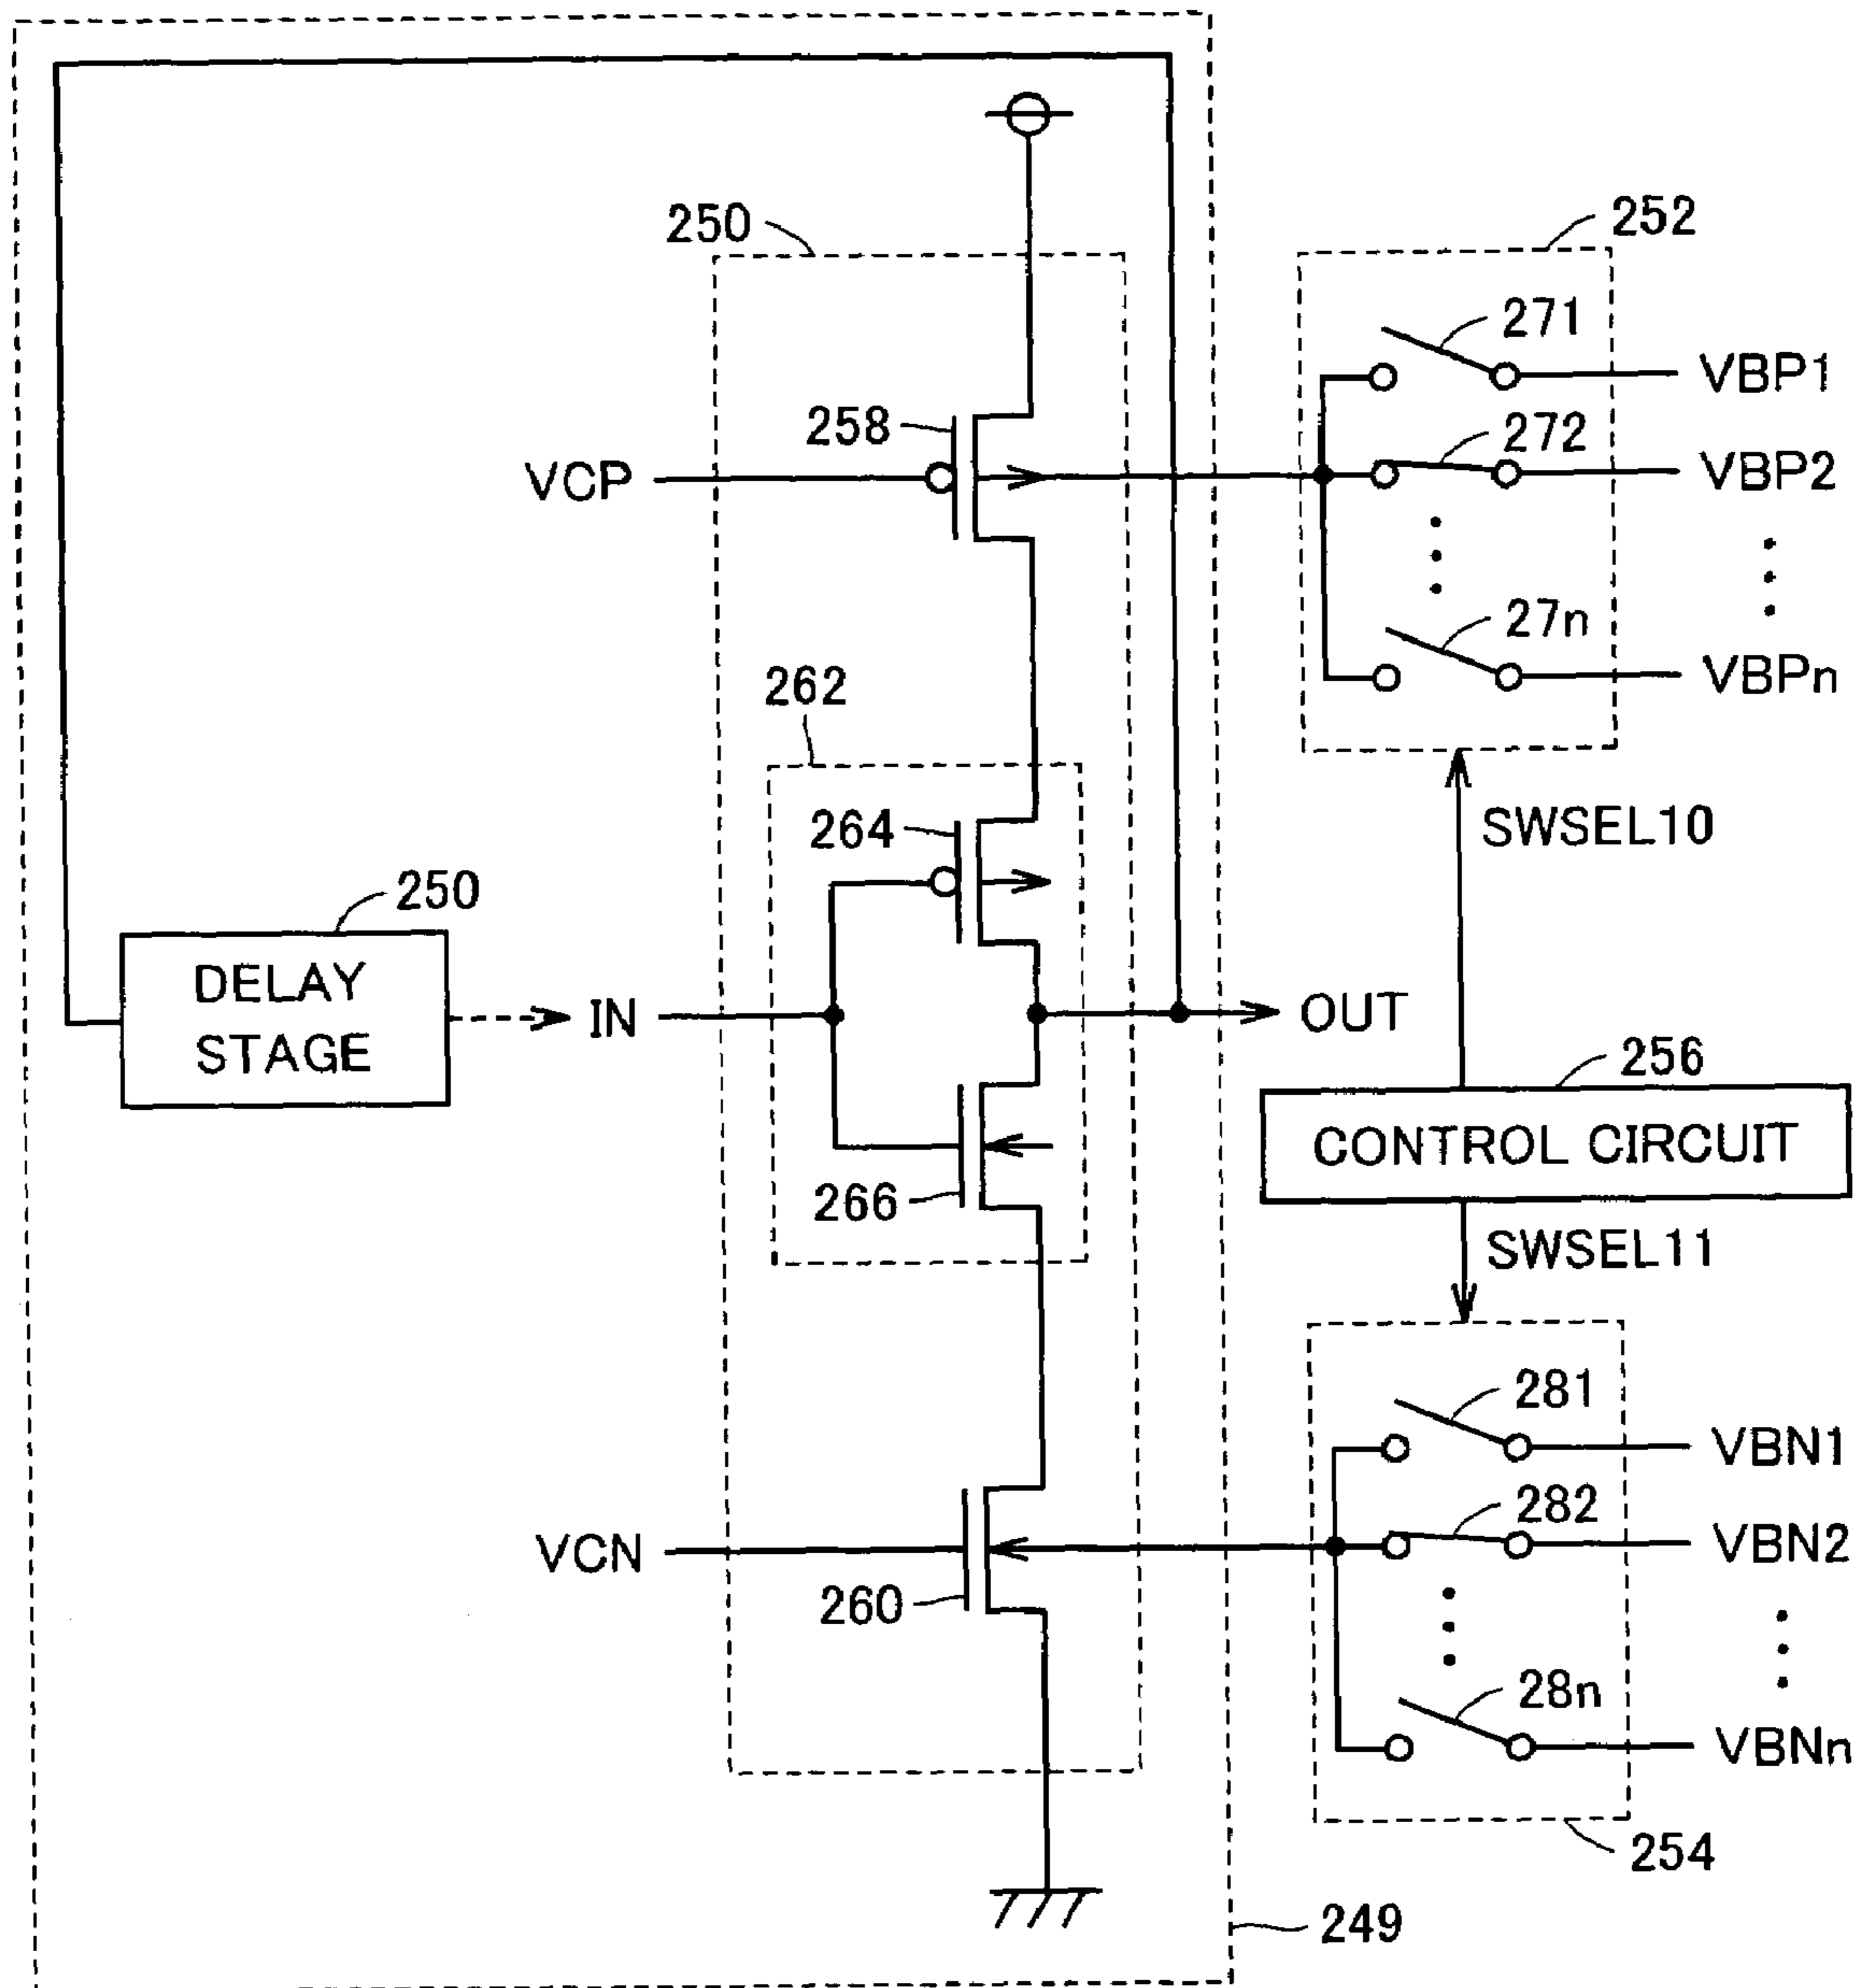 250
252
271
VBP1
258
272
VCP
VBP2
27n
VBPn
262
264
SWSEL10
250
DELAY
STAGE
IN
OUT
256
CONTROL CIRCUIT
266
SWSEL11
281
VBN1
282
VCN
VBN2
260
28n
VBNn
254
249